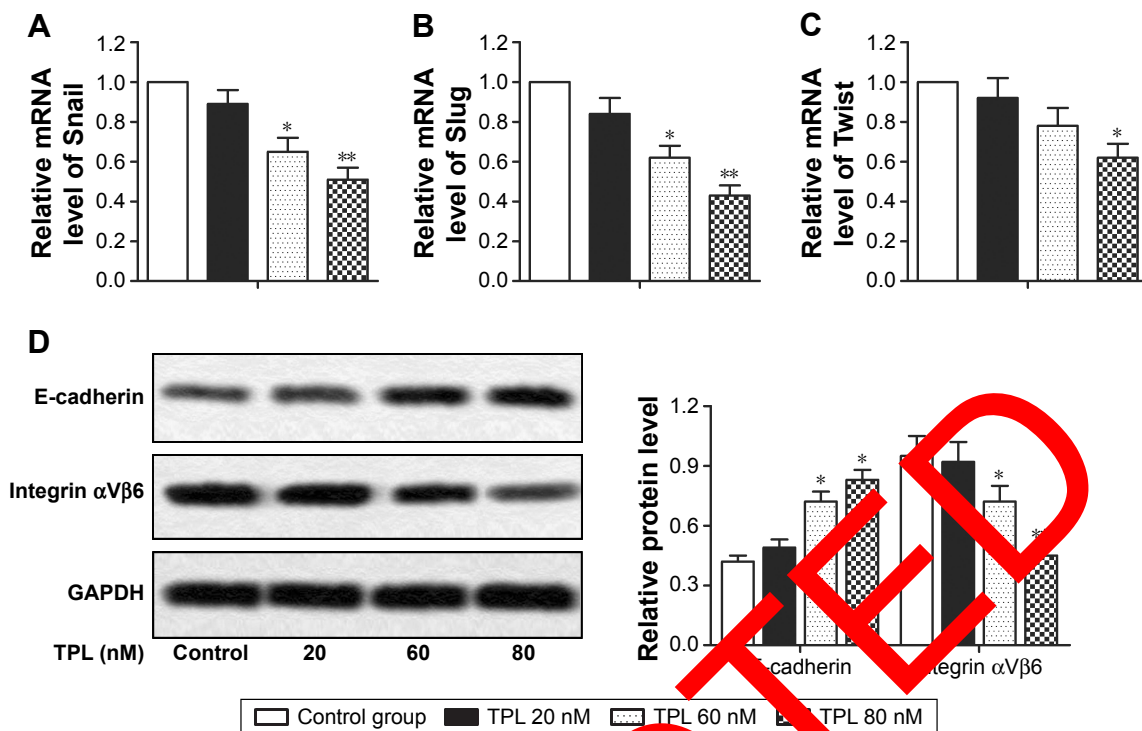 A
Relative mRNA
level of Snail
1.2
1.0
0.8
0.6
0.4
0.2
0.0
*
**
B
Relative mRNA
level of Slug
1.2
1.0
0.8
0.6
0.4
0.2
0.0
*
**
C
Relative mRNA
level of Twist
1.2
1.0
0.8
0.6
0.4
0.2
0.0
*
D
E-cadherin
Integrin αVβ6
GAPDH
TPL (nM) Control 20 60 80
Relative protein level
1.2
0.9
0.6
0.3
0.0
*
*
*
E-cadherin
Integrin αVβ6
Control group TPL 20 nM TPL 60 nM TPL 80 nM
TED